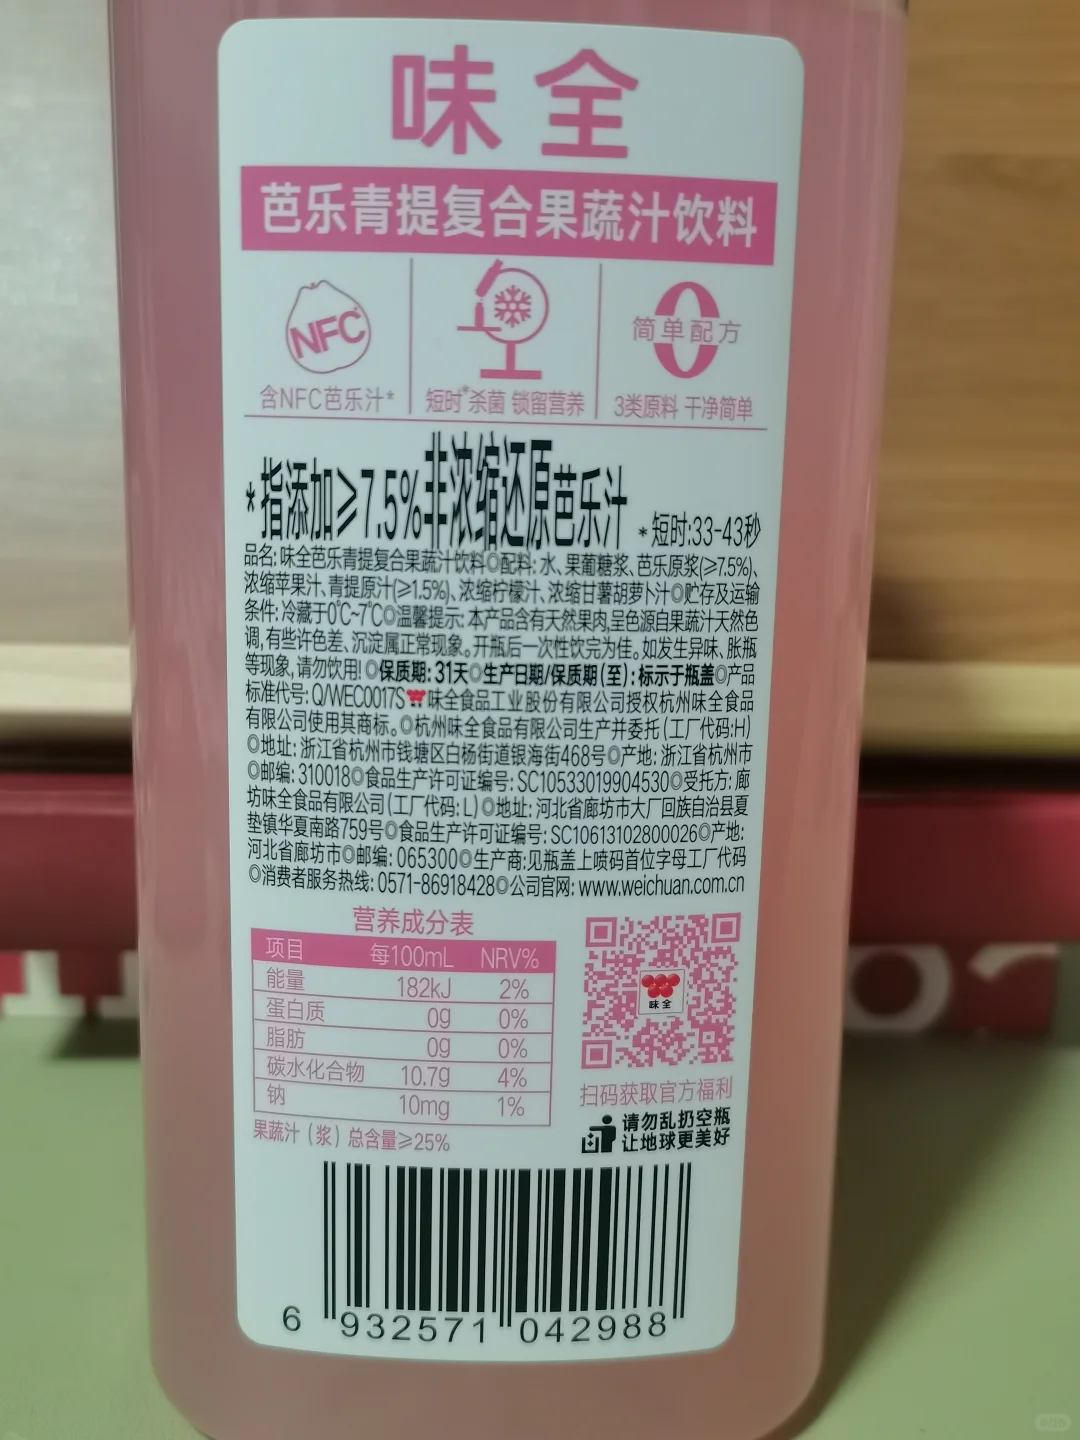 味全
芭乐青提复合果蔬汁饮料
NFC
简单配方
0
含NFC芭乐汁*
短时*杀菌 锁留营养
3类原料 干净简单
*指添加≥7.5%非浓缩还原芭乐汁 *短时:33-43秒
品名: 味全芭乐青提复合果蔬汁饮料◎配料: 水、果葡糖浆、芭乐原浆(≥7.5%)、
浓缩苹果汁、青提原汁(≥1.5%)、浓缩柠檬汁、浓缩甘薯胡萝卜汁◎贮存及运输
条件: 冷藏于0℃~7℃◎温馨提示: 本产品含有天然果肉,呈色源自果蔬汁天然色
调,有些许色差、沉淀属正常现象。开瓶后一次性饮完为佳。如发生异味、胀瓶
等现象,请勿饮用!◎保质期: 31天◎生产日期/保质期(至): 标示于瓶盖◎产品
标准代号: Q/WEC0017S 味全食品工业股份有限公司授权杭州味全食品
有限公司使用其商标。◎杭州味全食品有限公司生产并委托(工厂代码:H)
◎地址: 浙江省杭州市钱塘区白杨街道银海街468号◎产地: 浙江省杭州市
◎邮编: 310018◎食品生产许可证编号: SC10533019904530◎受托方: 廊
坊味全食品有限公司(工厂代码: L)◎地址: 河北省廊坊市大厂回族自治县夏
垫镇华夏南路759号◎食品生产许可证编号: SC10613102800026◎产地:
河北省廊坊市◎邮编: 065300◎生产商:见瓶盖上喷码首位字母工厂代码
◎消费者服务热线: 0571-86918428◎公司官网: www.weichuan.com.cn
营养成分表
项目 每100mL NRV%
能量 182kJ 2%
蛋白质 0g 0%
脂肪 0g 0%
碳水化合物 10.7g 4%
钠 10mg 1%
果蔬汁(浆)总含量≥25%
味全
扫码获取官方福利
请勿乱扔空瓶
让地球更美好
6 932571 042988